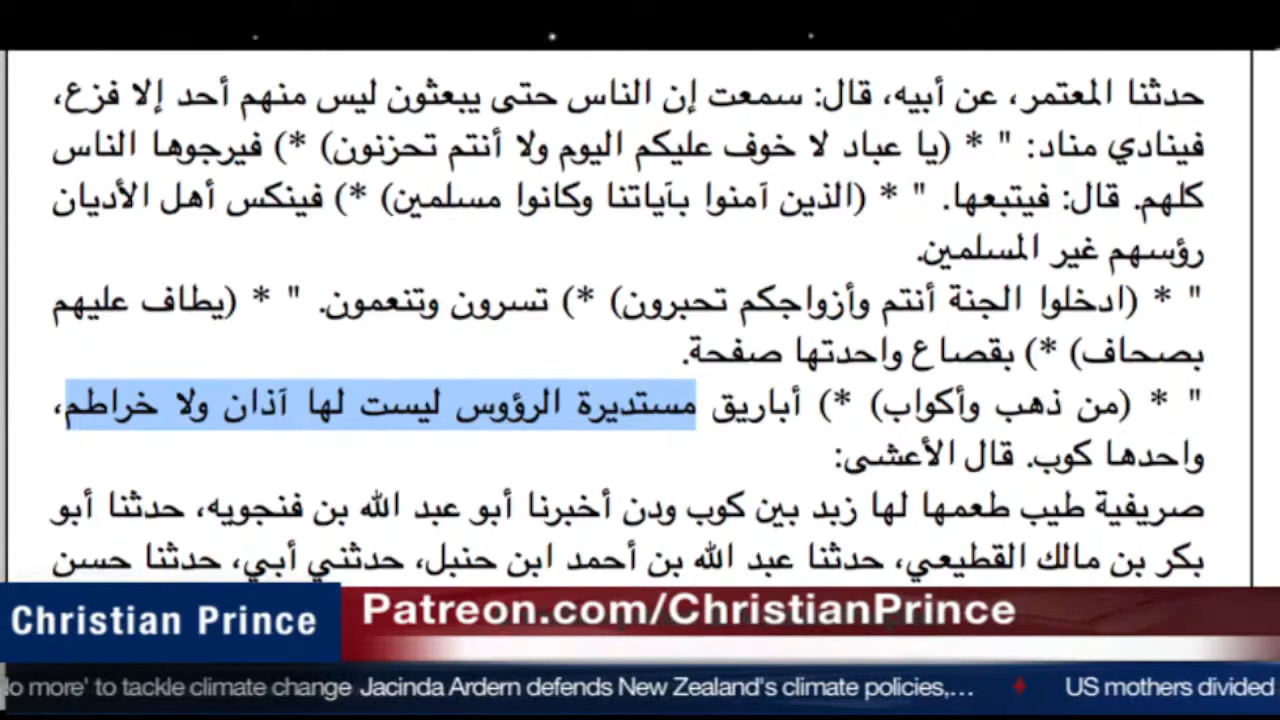 حدثنا المعتمر، عن أبيه، قال: سمعت إن الناس حتى يبعثون ليس منهم أحد إلا فزع،
فينادي مناد: " * (يا عباد لا خوف عليكم اليوم ولا أنتم تحزنون) *) فيرجوها الناس
كلهم. قال: فيتبعها. " * (الذين آمنوا بآياتنا وكانوا مسلمين) *) فينكس أهل الأديان
رؤسهم غير المسلمين.
" * (ادخلوا الجنة أنتم وأزواجكم تحبرون) *) تسرون وتنعمون. " * (يطاف عليهم
بصحاف) *) بقصاع واحدتها صفحة.
" * (من ذهب وأكواب) *) أباريق مستديرة الرؤوس ليست لها آذان ولا خراطم،
واحدها كوب. قال الأعشى:
صريفية طيب طعمها لها زبد بين كوب ودن أخبرنا أبو عبد الله بن فنجويه، حدثنا أبو
بكر بن مالك القطيعي، حدثنا عبد الله بن أحمد ابن حنبل، حدثني أبي، حدثنا حسن
Christian Prince
Patreon.com/ChristianPrince
more' to tackle climate change Jacinda Ardern defends New Zealand's climate policies,... US mothers divided